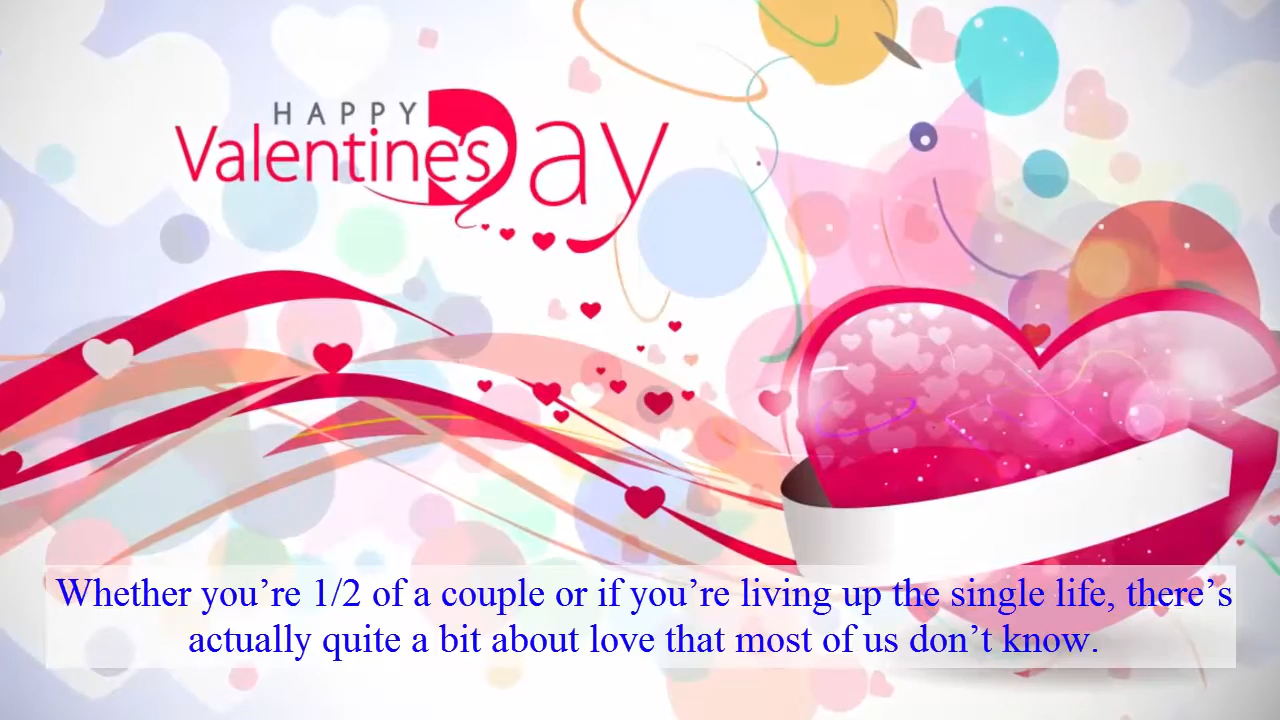 HAPPY
Valentine's Day
Whether you’re 1/2 of a couple or if you’re living up the single life, there’s
actually quite a bit about love that most of us don’t know.